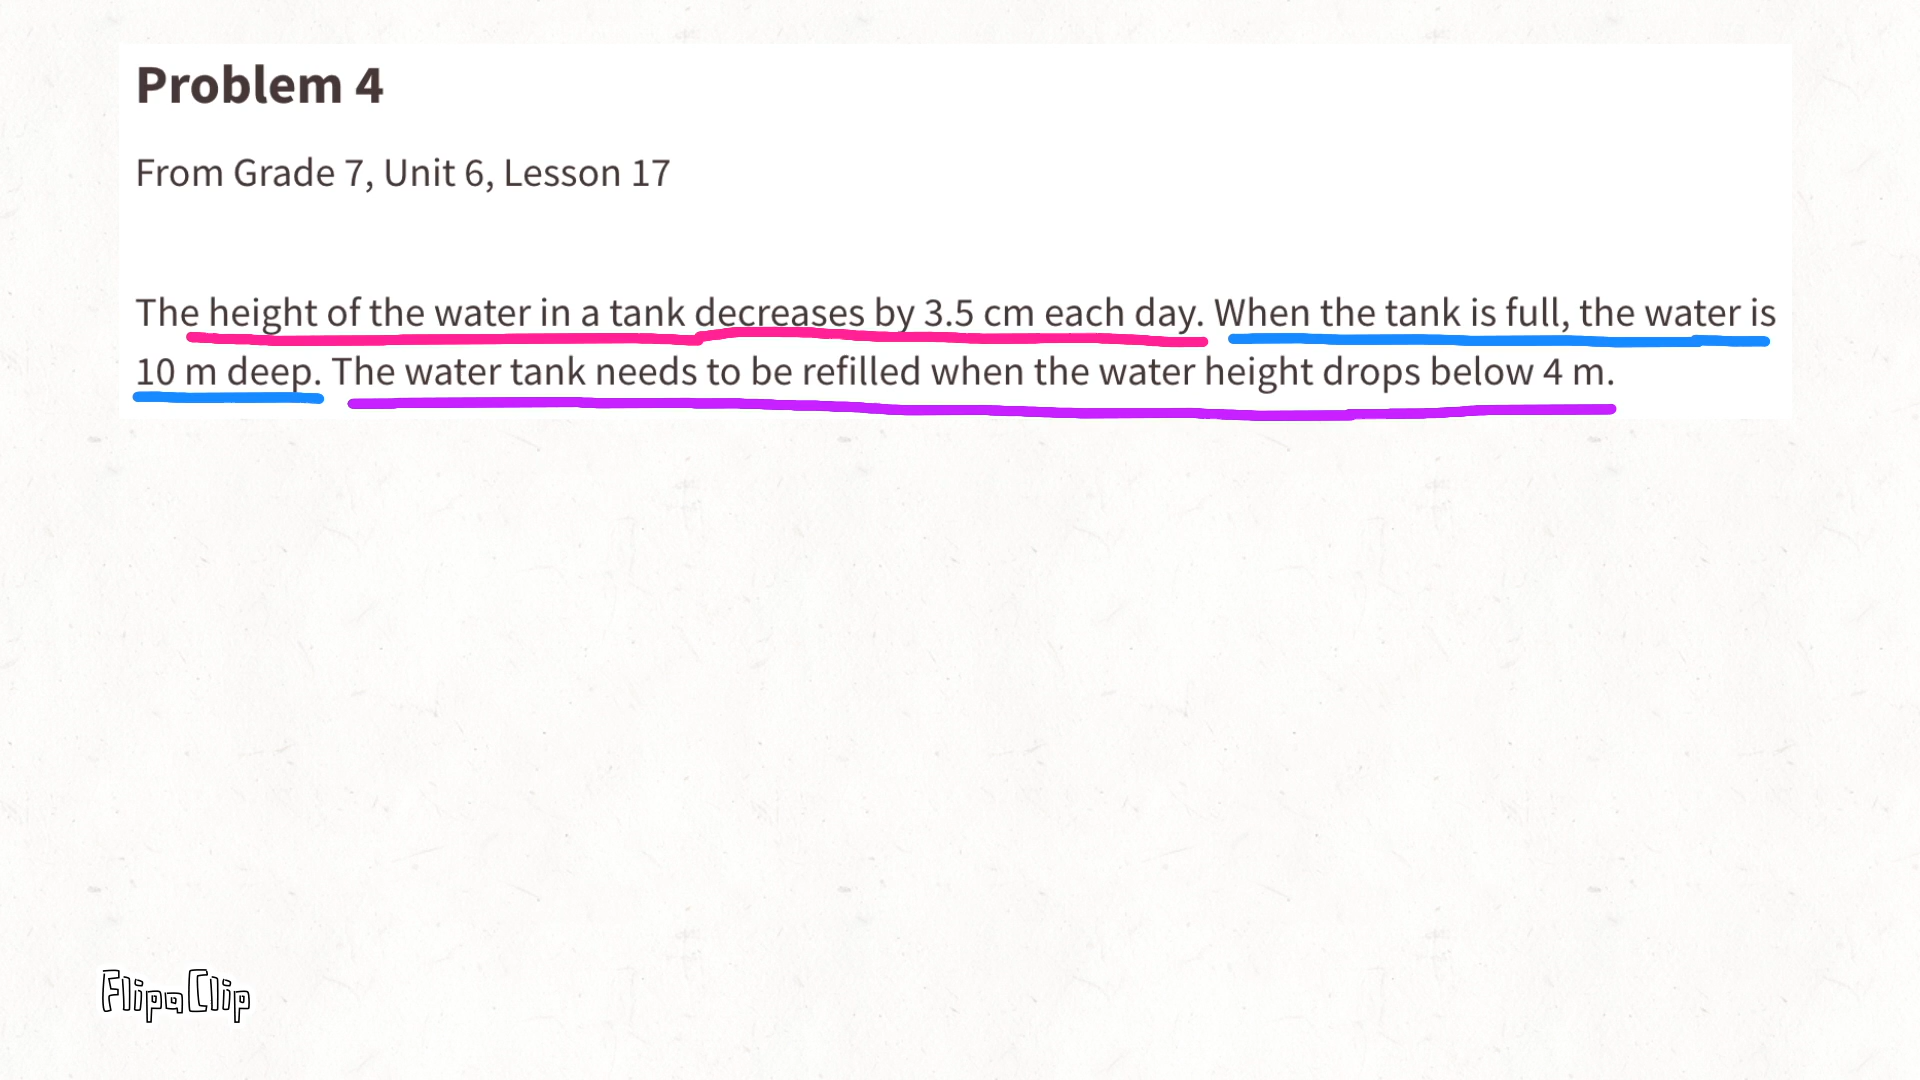 Problem 4
From Grade 7, Unit 6, Lesson 17
The height of the water in a tank decreases by 3.5 cm each day. When the tank is full, the water is
10 m deep. The water tank needs to be refilled when the water height drops below 4 m.
FlipaClip